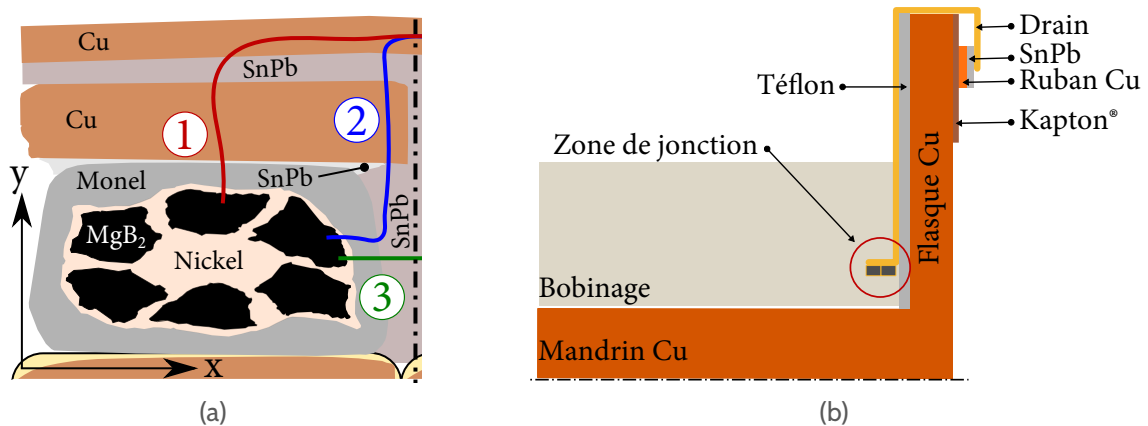 Cu
SnPb
Cu
1
2
Monel
SnPb
SnPb
MgB₂
Nickel
3
y
x
(a)
Drain
SnPb
Ruban Cu
Kapton®
Téflon
Zone de jonction
Flasque Cu
Bobinage
Mandrin Cu
(b)